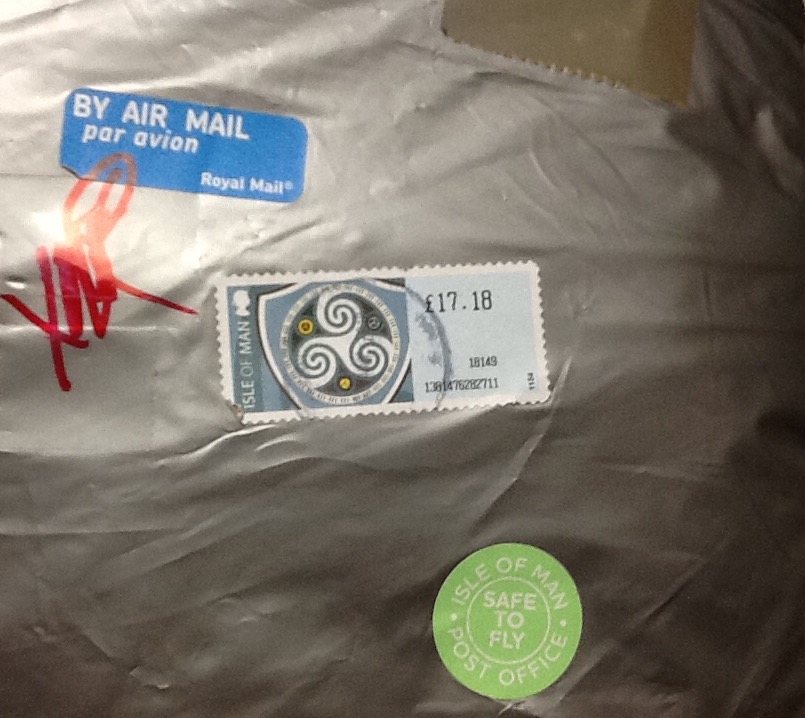 BY AIR MAIL
par avion
Royal Mail®
ISLE OF MAN
£17.18
18149
1301476282711
1124
ISLE OF MAN
SAFE
TO
FLY
POST OFFICE